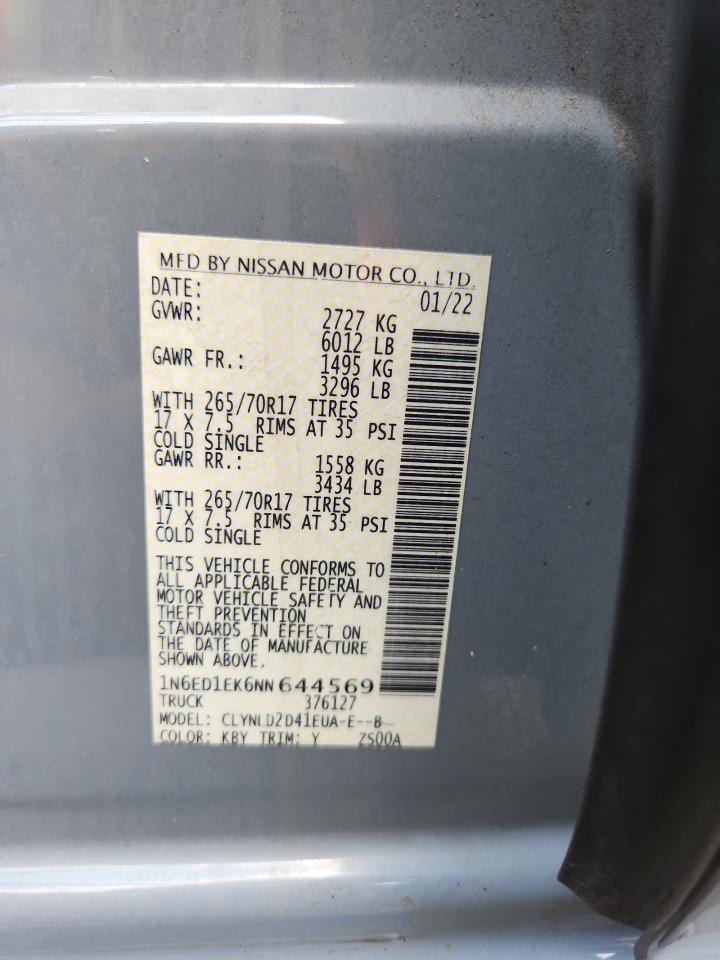 MFD BY NISSAN MOTOR CO., LTD.
DATE: 01/22
GVWR: 2727 KG
6012 LB
GAWR FR.: 1495 KG
3296 LB
WITH 265/70R17 TIRES
17 X 7.5 RIMS AT 35 PSI
COLD SINGLE
GAWR RR.: 1558 KG
3434 LB
WITH 265/70R17 TIRES
17 X 7.5 RIMS AT 35 PSI
COLD SINGLE
THIS VEHICLE CONFORMS TO
ALL APPLICABLE FEDERAL
MOTOR VEHICLE SAFETY AND
THEFT PREVENTION
STANDARDS IN EFFECT ON
THE DATE OF MANUFACTURE
SHOWN ABOVE.
1N6ED1EK6NN644569
TRUCK 376127
MODEL: CLYNLD2D41EUA-E--B-
COLOR: KBY TRIM: Y ZS00A